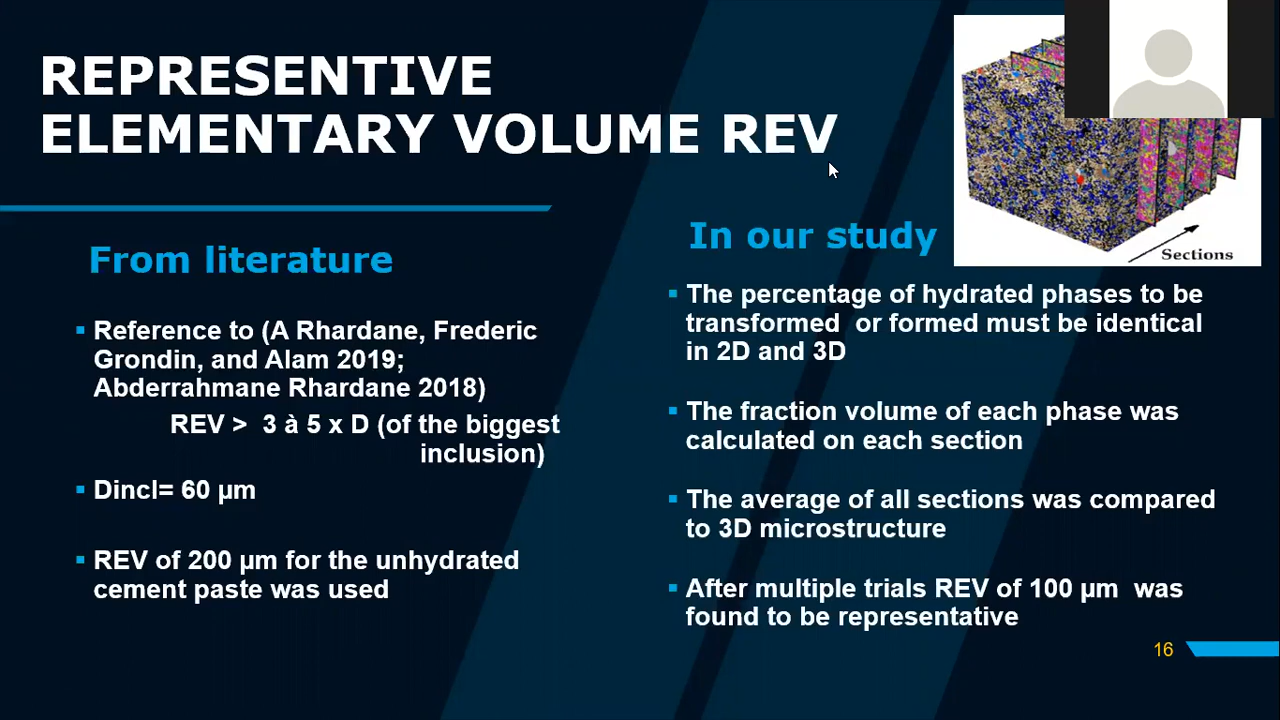 REPRESENTIVE
ELEMENTARY VOLUME REV
Sections
From literature
Reference to (A Rhardane, Frederic
Grondin, and Alam 2019;
Abderrahmane Rhardane 2018)
REV > 3 à 5 x D (of the biggest
inclusion)
Dincl= 60 µm
REV of 200 µm for the unhydrated
cement paste was used
In our study
The percentage of hydrated phases to be
transformed or formed must be identical
in 2D and 3D
The fraction volume of each phase was
calculated on each section
The average of all sections was compared
to 3D microstructure
After multiple trials REV of 100 µm was
found to be representative
16